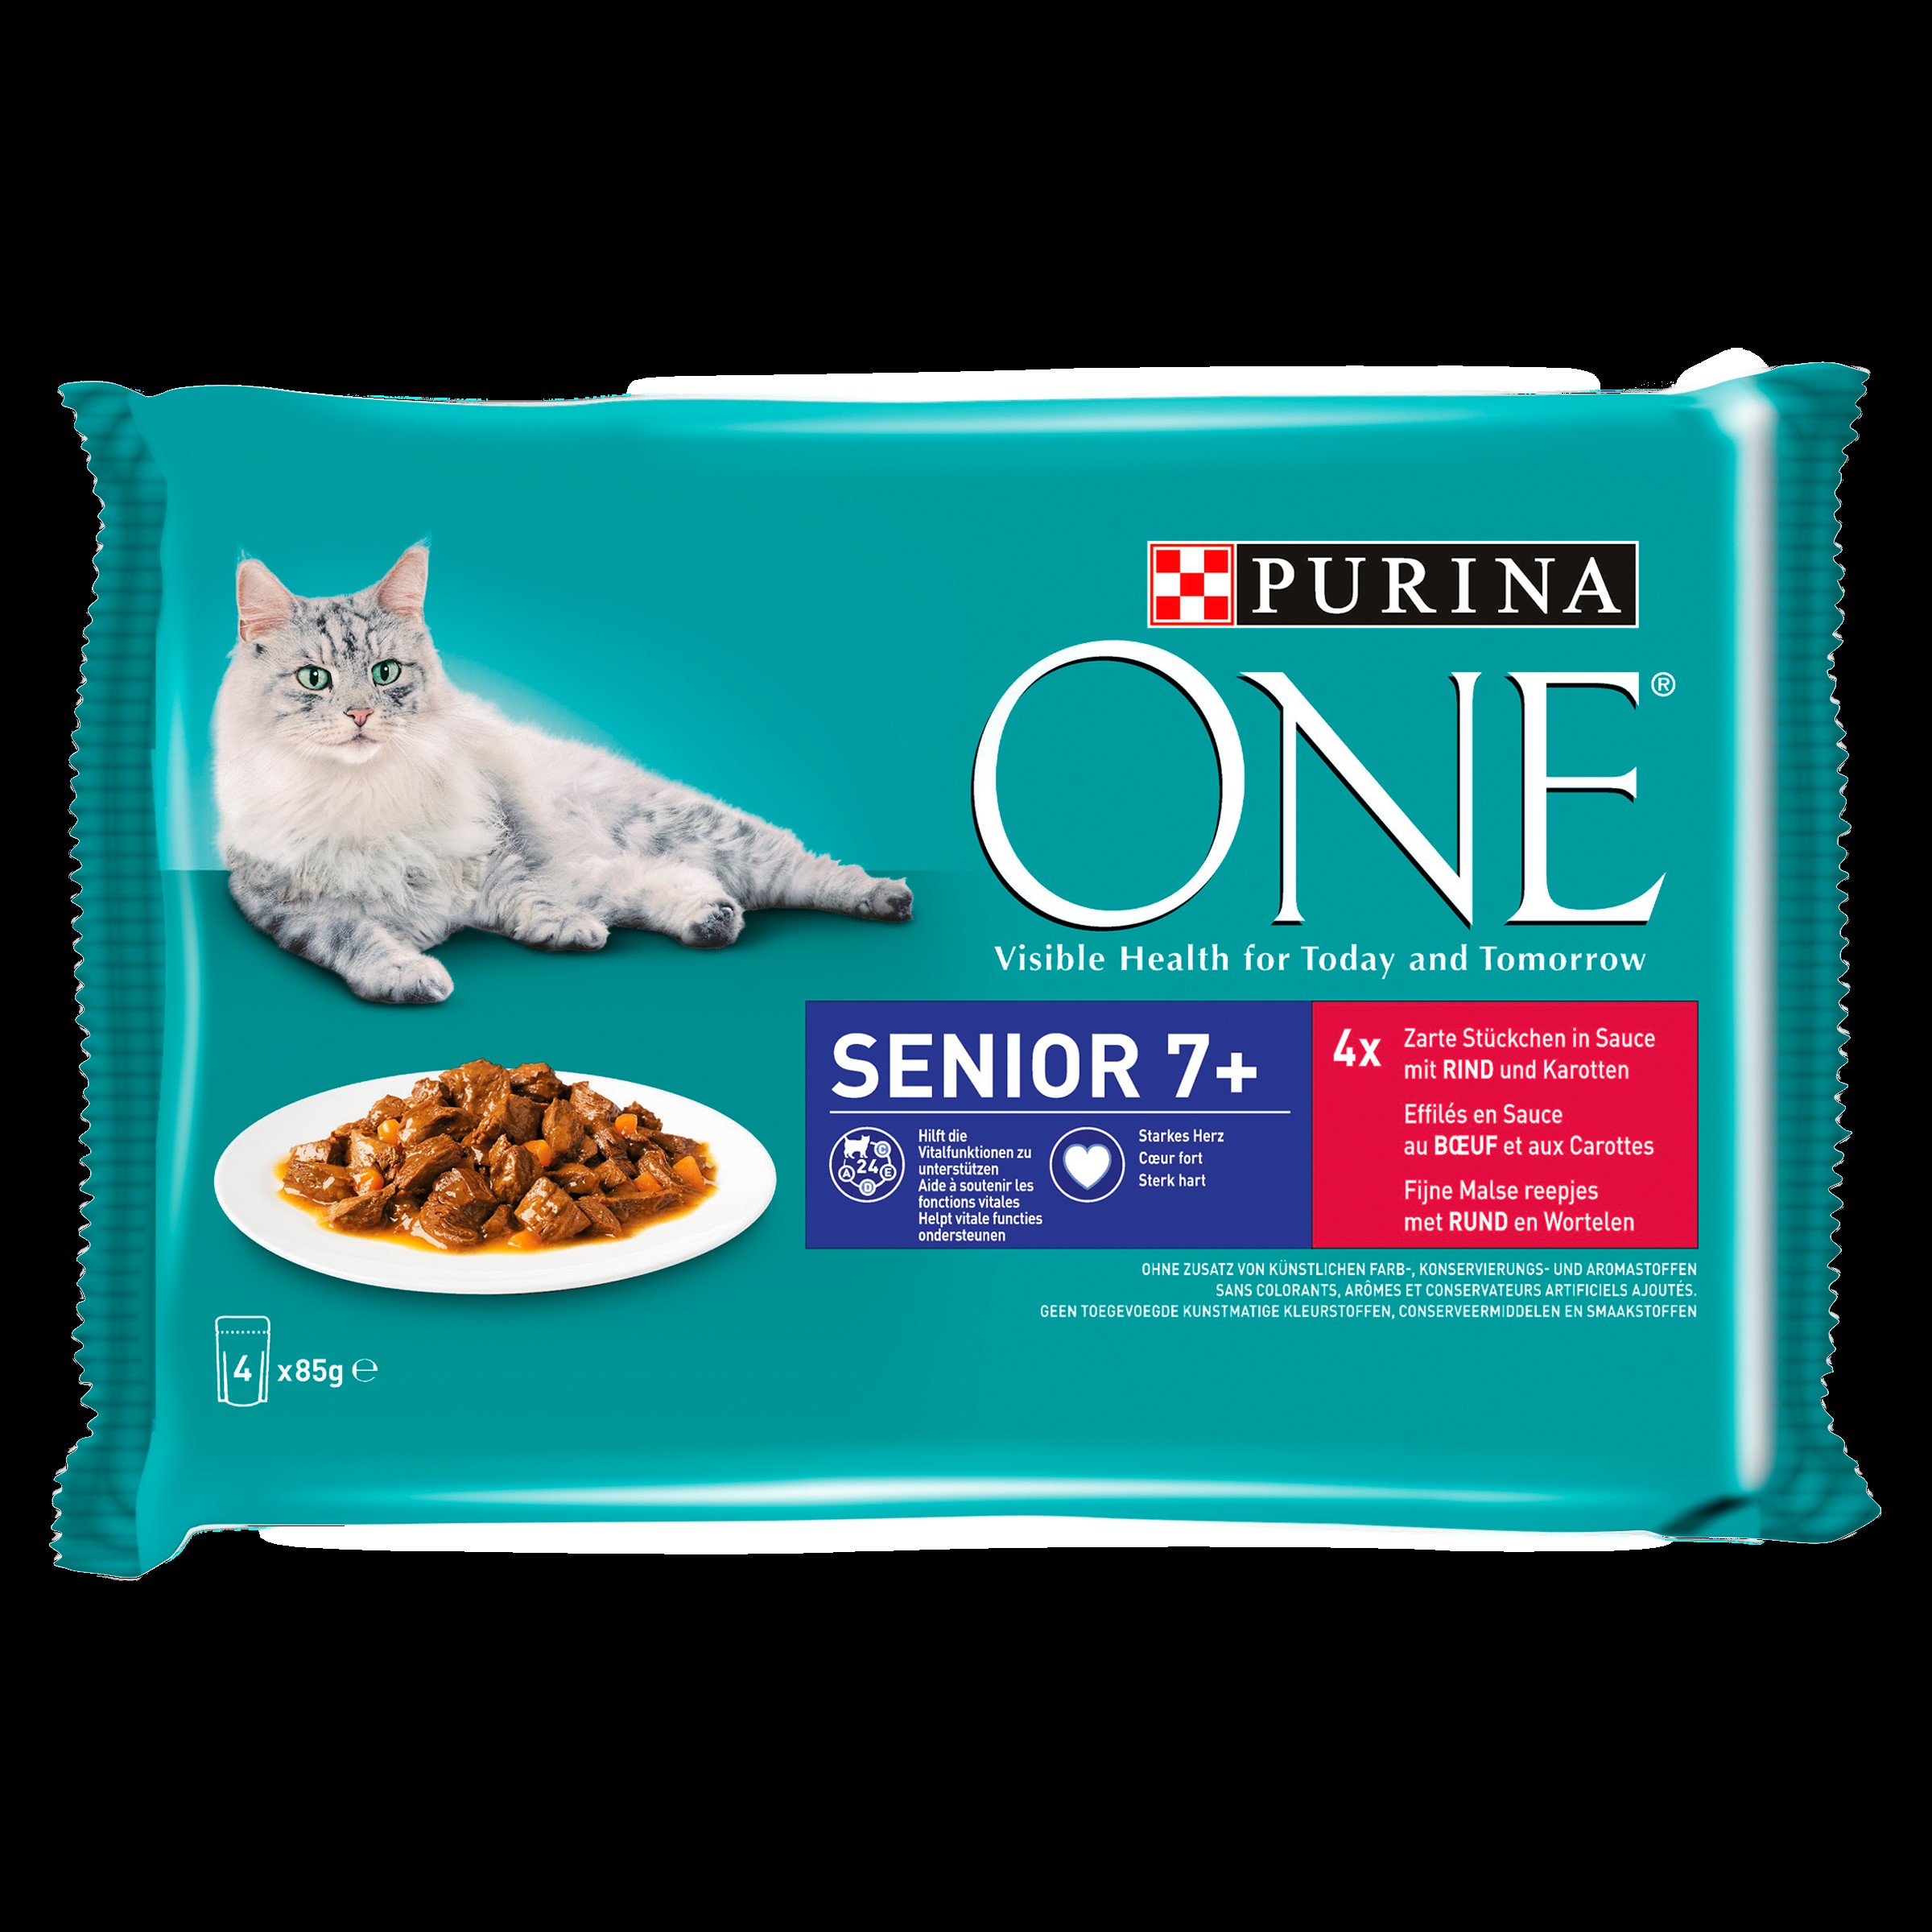 PURINA
ONE®
Visible Health for Today and Tomorrow
SENIOR 7+
24
A
C
D
E
Hilft die
Vitalfunktionen zu
unterstützen
Aide à soutenir les
fonctions vitales
Helpt vitale functies
ondersteunen
Starkes Herz
Cœur fort
Sterk hart
4x
Zarte Stückchen in Sauce
mit RIND und Karotten
Effilés en Sauce
au BŒUF et aux Carottes
Fijne Malse reepjes
met RUND en Wortelen
OHNE ZUSATZ VON KÜNSTLICHEN FARB-, KONSERVIERUNGS- UND AROMASTOFFEN
SANS COLORANTS, ARÔMES ET CONSERVATEURS ARTIFICIELS AJOUTÉS.
GEEN TOEGEVOEGDE KUNSTMATIGE KLEURSTOFFEN, CONSERVEERMIDDELEN EN SMAAKSTOFFEN
4 x85g ℮